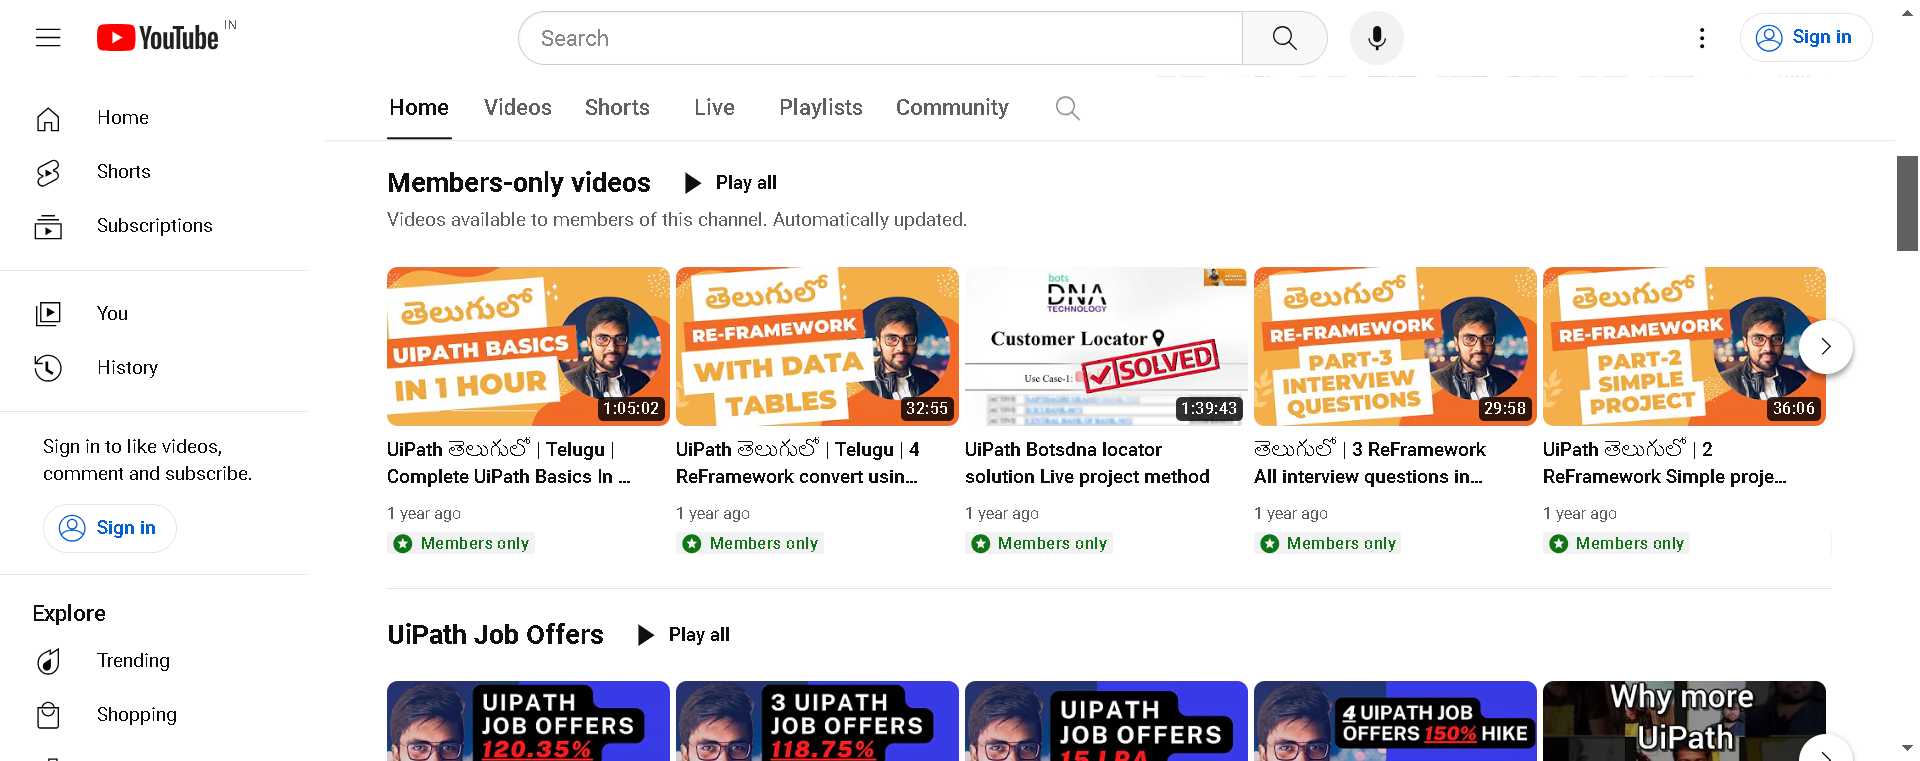 YouTube IN
Search
Sign in
Home
Shorts
Subscriptions
You
History
Sign in to like videos,
comment and subscribe.
Sign in
Explore
Trending
Shopping
Home Videos Shorts Live Playlists Community
Members-only videos Play all
Videos available to members of this channel. Automatically updated.
తెలుగులో
UIPATH BASICS
IN 1 HOUR
1:05:02
UiPath తెలుగులో | Telugu |
Complete UiPath Basics In ...
1 year ago
Members only
తెలుగులో
RE-FRAMEWORK
WITH DATA
TABLES
32:55
UiPath తెలుగులో | Telugu | 4
ReFramework convert usin...
1 year ago
Members only
bots
DNA
TECHNOLOGY
Customer Locator
Use Case-1:
SOLVED
1:39:43
UiPath Botsdna locator
solution Live project method
1 year ago
Members only
తెలుగులో
RE-FRAMEWORK
PART-3
INTERVIEW
QUESTIONS
29:58
తెలుగులో | 3 ReFramework
All interview questions in...
1 year ago
Members only
తెలుగులో
RE-FRAMEWORK
PART-2
SIMPLE
PROJECT
36:06
UiPath తెలుగులో | 2
ReFramework Simple proje...
1 year ago
Members only
UiPath Job Offers Play all
UIPATH
JOB OFFERS
120.35%
3 UIPATH
JOB OFFERS
118.75%
UIPATH
JOB OFFERS
15 LPA
4 UIPATH JOB
OFFERS 150% HIKE
Why more
UiPath